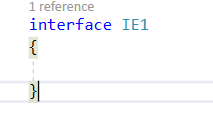 1 reference
interface IE1
{
}